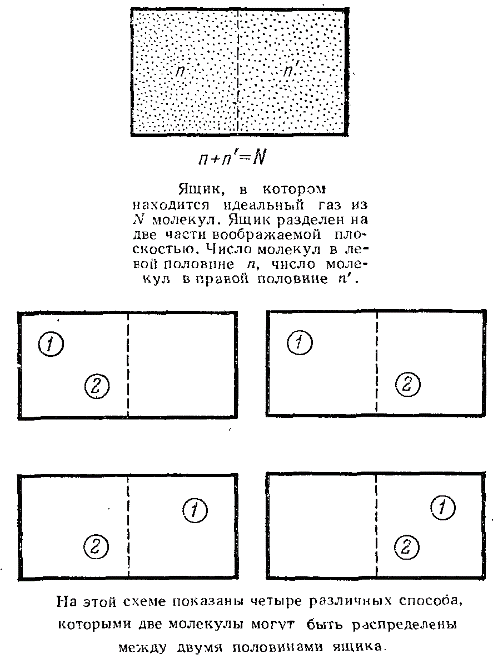 n n′
n+n′=N
Ящик, в котором
находится идеальный газ из
N молекул. Ящик разделен на
две части воображаемой пло-
скостью. Число молекул в ле-
вой половине n, число моле-
кул в правой половине n′.
1 1
2 2
1 1
2 2
На этой схеме показаны четыре различных способа,
которыми две молекулы могут быть распределены
между двумя половинами ящика.